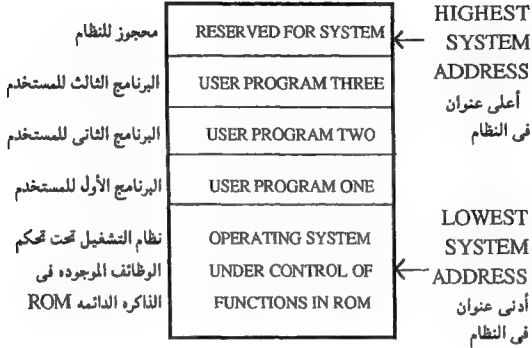 محجوز للنظام
RESERVED FOR SYSTEM
HIGHEST
SYSTEM
ADDRESS
أعلى عنوان
فى النظام
البرنامج الثالث للمستخدم
USER PROGRAM THREE
البرنامج الثانى للمستخدم
USER PROGRAM TWO
البرنامج الأول للمستخدم
USER PROGRAM ONE
نظام التشغيل تحت تحكم
الوظائف الموجوده فى
الذاكره الدائمه ROM
OPERATING SYSTEM
UNDER CONTROL OF
FUNCTIONS IN ROM
LOWEST
SYSTEM
ADDRESS
أدنى عنوان
فى النظام